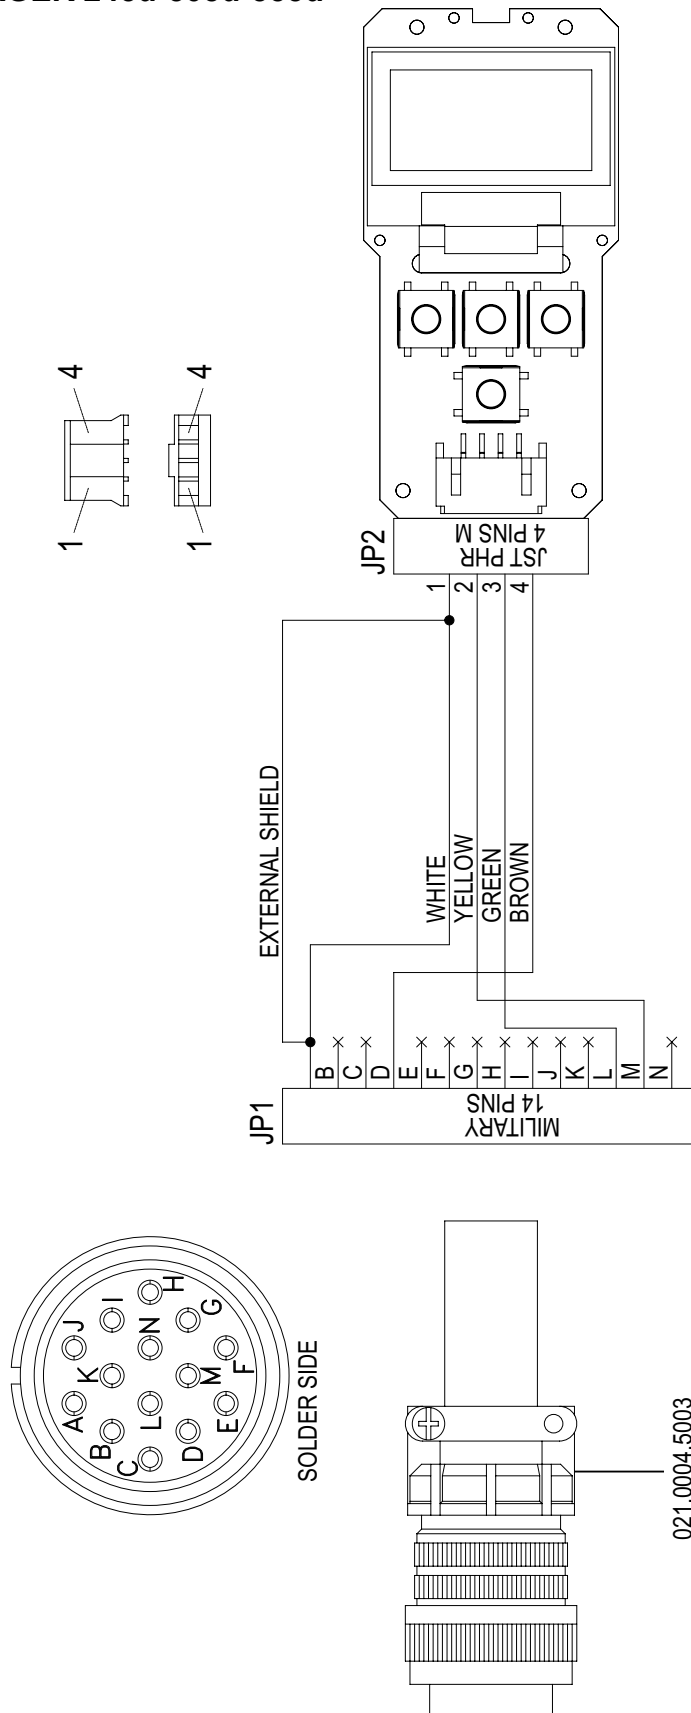 4
4
1
1
JP2
JST PHR
4 PINS M
1
2
3
4
EXTERNAL SHIELD
WHITE
YELLOW
GREEN
BROWN
B
C
D
E
F
G
H
I
J
K
L
M
N
JP1
MILITARY
14 PINS
A
B
C
D
E
F
G
H
I
J
K
L
M
N
SOLDER SIDE
021.0004.5003